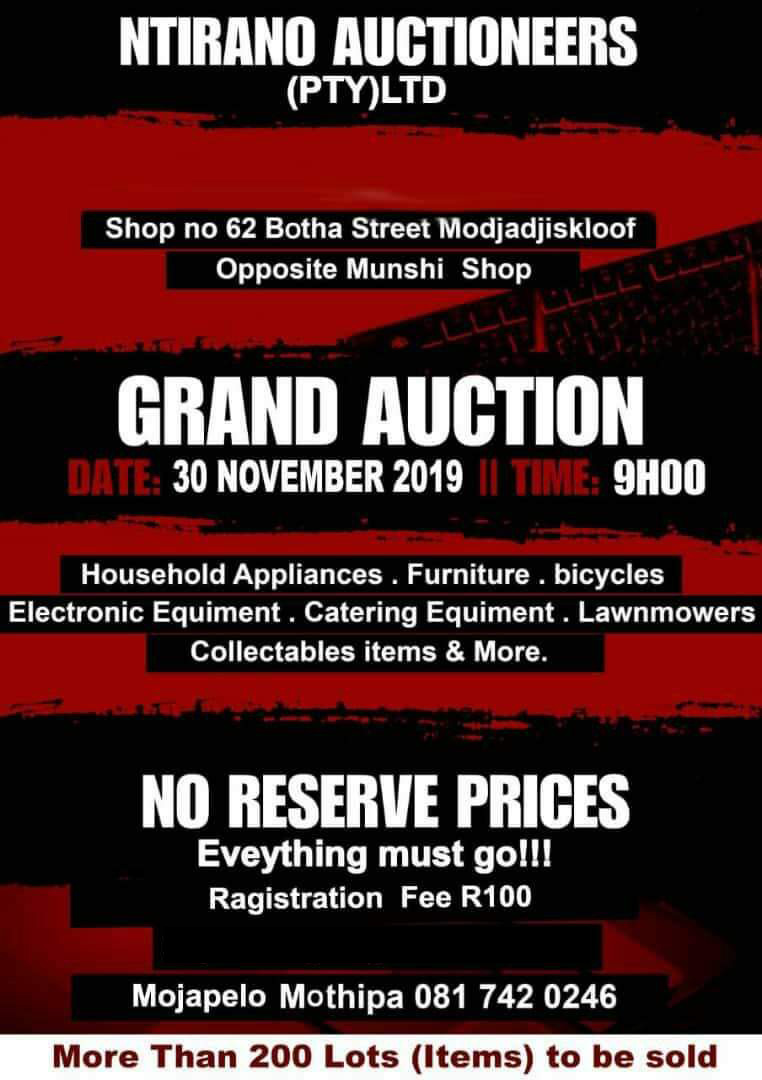 NTIRANO AUCTIONEERS
(PTY)LTD
Shop no 62 Botha Street Modjadjiskloof
Opposite Munshi Shop
GRAND AUCTION
DATE: 30 NOVEMBER 2019 || TIME: 9H00
Household Appliances . Furniture . bicycles
Electronic Equiment . Catering Equiment . Lawnmowers
Collectables items & More.
NO RESERVE PRICES
Eveything must go!!!
Ragistration Fee R100
Mojapelo Mothipa 081 742 0246
More Than 200 Lots (Items) to be sold